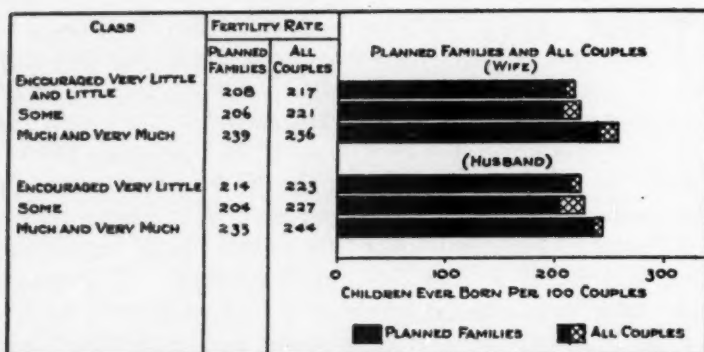 CLASS FERTILITY RATE
PLANNED FAMILIES ALL COUPLES
PLANNED FAMILIES AND ALL COUPLES
(WIFE)
ENCOURAGED VERY LITTLE
AND LITTLE 208 217
SOME 206 221
MUCH AND VERY MUCH 239 256
(HUSBAND)
ENCOURAGED VERY LITTLE 214 223
SOME 204 227
MUCH AND VERY MUCH 235 244
0 100 200 300
CHILDREN EVER BORN PER 100 COUPLES
PLANNED FAMILIES ALL COUPLES